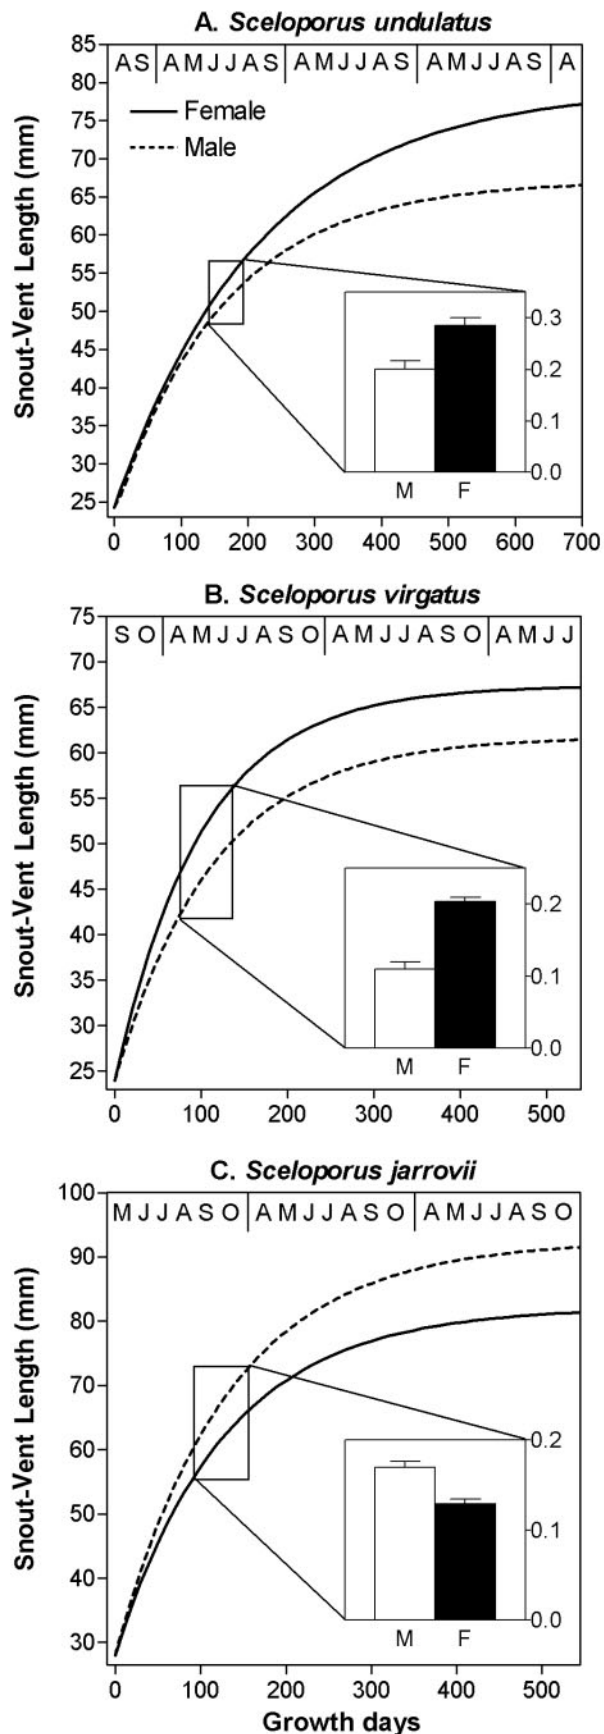 A. Sceloporus undulatus
85
80
75
70
65
60
55
50
45
40
35
30
25
Snout-Vent Length (mm)
A S A M J J A S A M J J A S A M J J A S A
Female
Male
0.3
0.2
0.1
0.0
M F
0 100 200 300 400 500 600 700
B. Sceloporus virgatus
75
70
65
60
55
50
45
40
35
30
25
Snout-Vent Length (mm)
S O A M J J A S O A M J J A S O A M J J
0.2
0.1
0.0
M F
0 100 200 300 400 500
C. Sceloporus jarrovii
100
90
80
70
60
50
40
30
Snout-Vent Length (mm)
M J J A S O A M J J A S O A M J J A S O
0.2
0.1
0.0
M F
0 100 200 300 400 500
Growth days